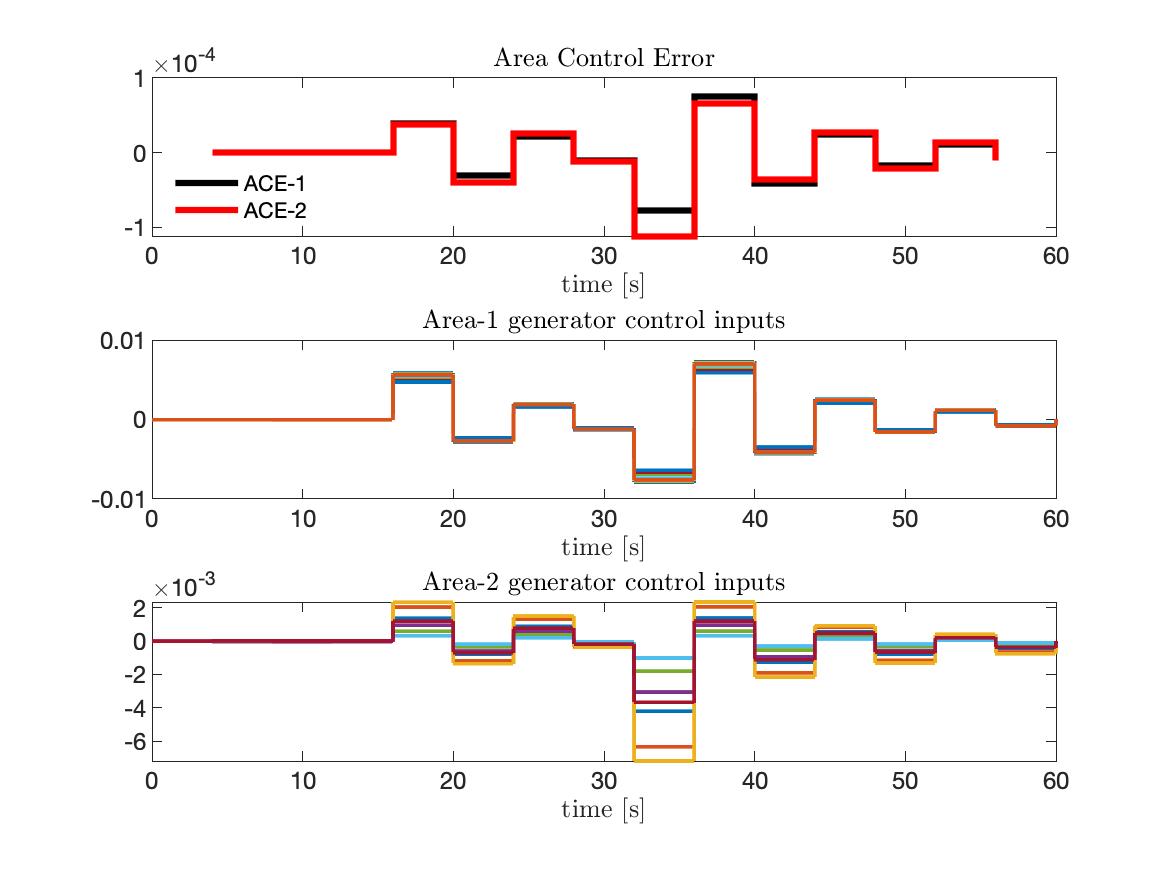 Area Control Error
×10-4
1
0
-1
ACE-1
ACE-2
0 10 20 30 40 50 60
time [s]
Area-1 generator control inputs
0.01
0
-0.01
0 10 20 30 40 50 60
time [s]
Area-2 generator control inputs
×10-3
2
0
-2
-4
-6
0 10 20 30 40 50 60
time [s]